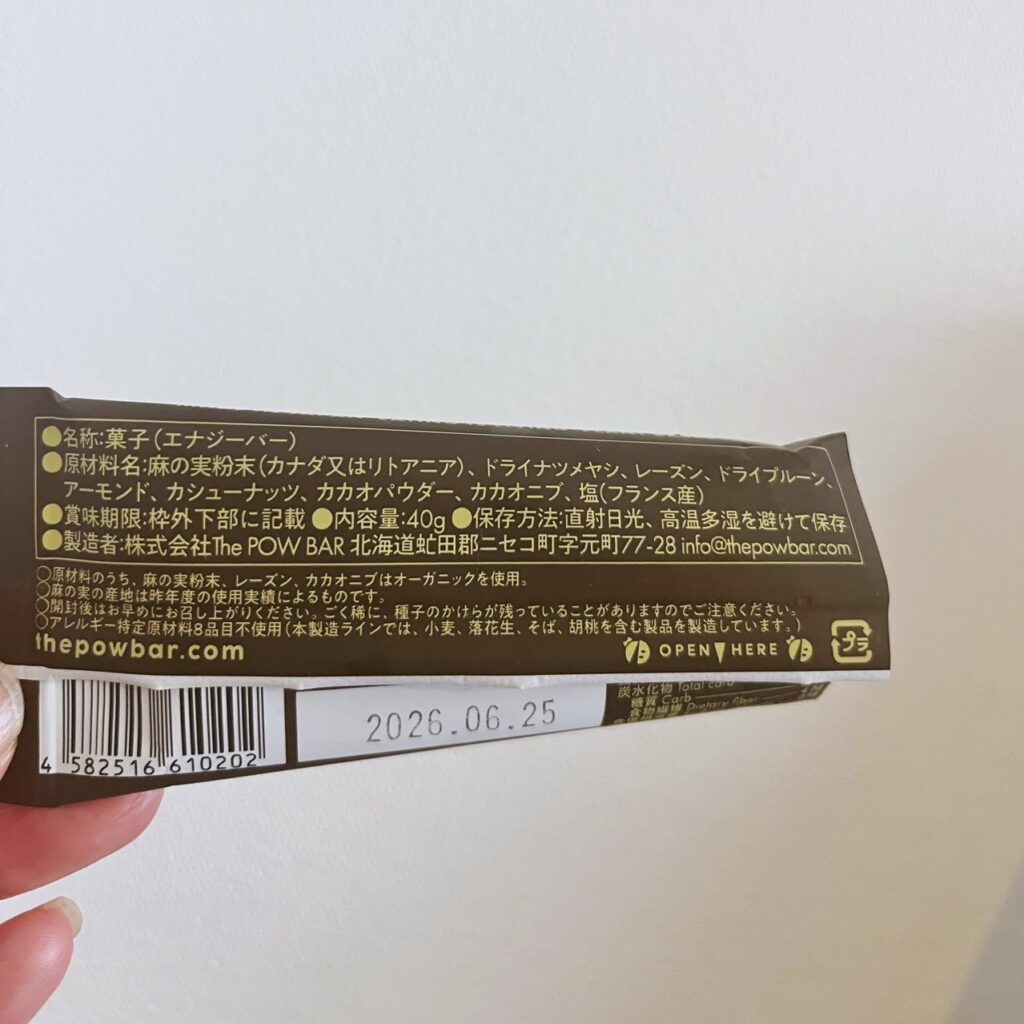 ●名称:菓子(エナジーバー)
●原材料名:麻の実粉末(カナダ又はリトアニア)、ドライナツメヤシ、レーズン、ドライプルーン、
アーモンド、カシューナッツ、カカオパウダー、カカオニブ、塩(フランス産)
●賞味期限:枠外下部に記載 ●内容量:40g ●保存方法:直射日光、高温多湿を避けて保存
●製造者:株式会社The POW BAR 北海道虻田郡ニセコ町字元町77-28 info@thepowbar.com
○原材料のうち、麻の実粉末、レーズン、カカオニブはオーガニックを使用。
○麻の実の産地は昨年度の使用実績によるものです。
○開封後はお早めにお召し上がりください。ごく稀に、種子のかけらが残っていることがありますのでご注意ください。
○アレルギー特定原材料8品目不使用(本製造ラインでは、小麦、落花生、そば、胡桃を含む製品を製造しています。)
thepowbar.com
OPEN HERE
プラ
4 582516 610202
2026.06.25
炭水化物 Total carb
糖質 Carb
食物繊維 Dietary fiber